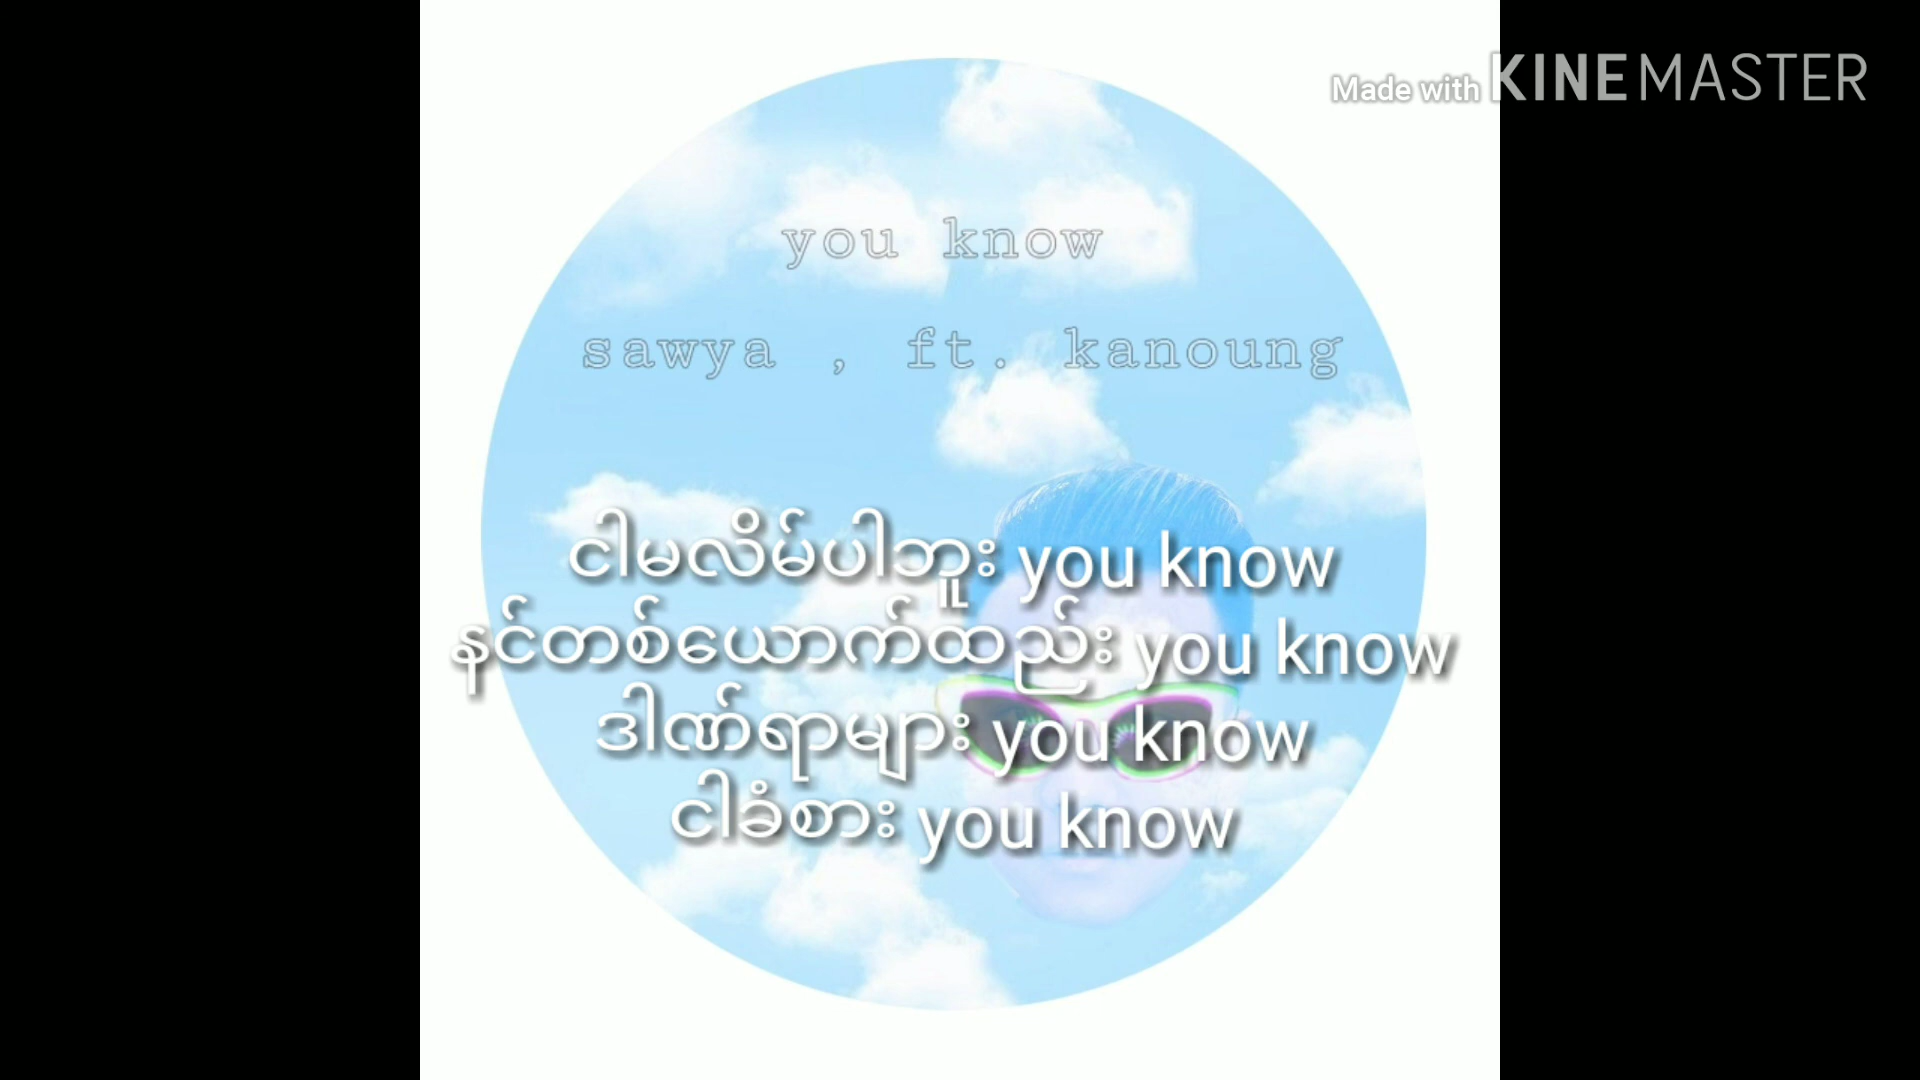 Made with KINEMASTER
you know
sawya , ft. kanoung
ငါမလိမ်ပါဘူး you know
နင်တစ်ယောက်ထည်း you know
ဒါဏ်ရာများ you know
ငါခံစား you know